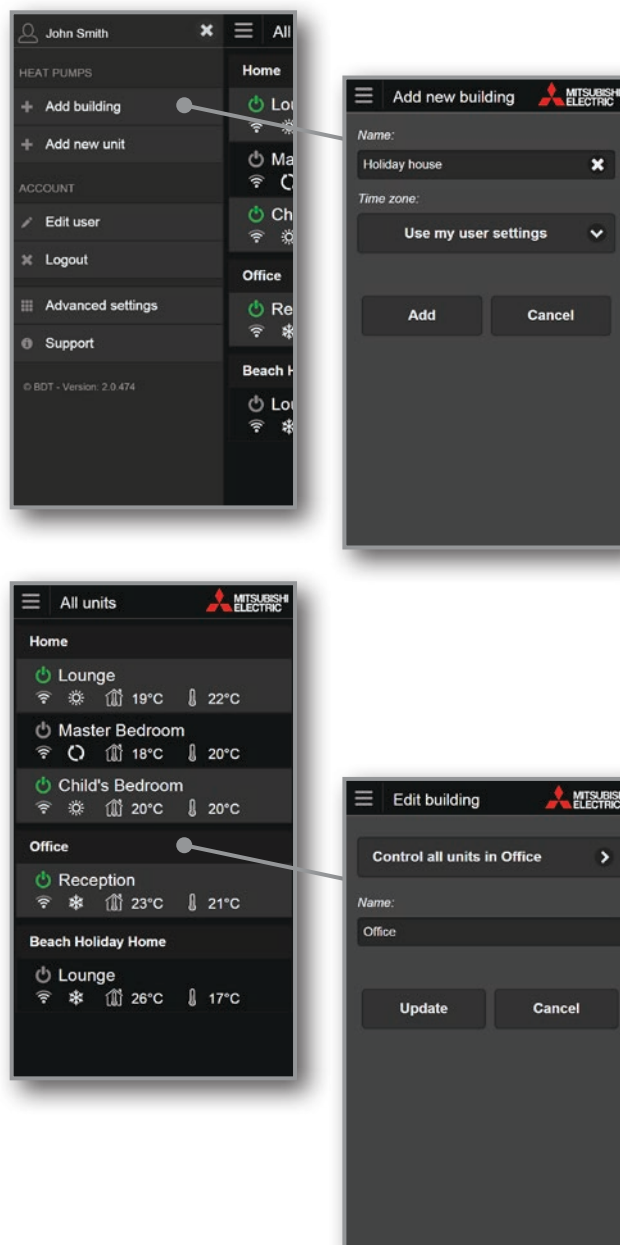 John Smith
HEAT PUMPS
Add building
Add new unit
ACCOUNT
Edit user
Logout
Advanced settings
Support
© BDT - Version: 2.0.474
All
Home
Office
Add new building
MITSUBISHI
ELECTRIC
Name:
Holiday house
Time zone:
Use my user settings
Add Cancel
All units
MITSUBISHI
ELECTRIC
Home
Lounge
19°C 22°C
Master Bedroom
18°C 20°C
Child's Bedroom
20°C 20°C
Office
Reception
23°C 21°C
Beach Holiday Home
Lounge
26°C 17°C
Edit building
ELECTRIC
Control all units in Office
Name:
Office
Update Cancel